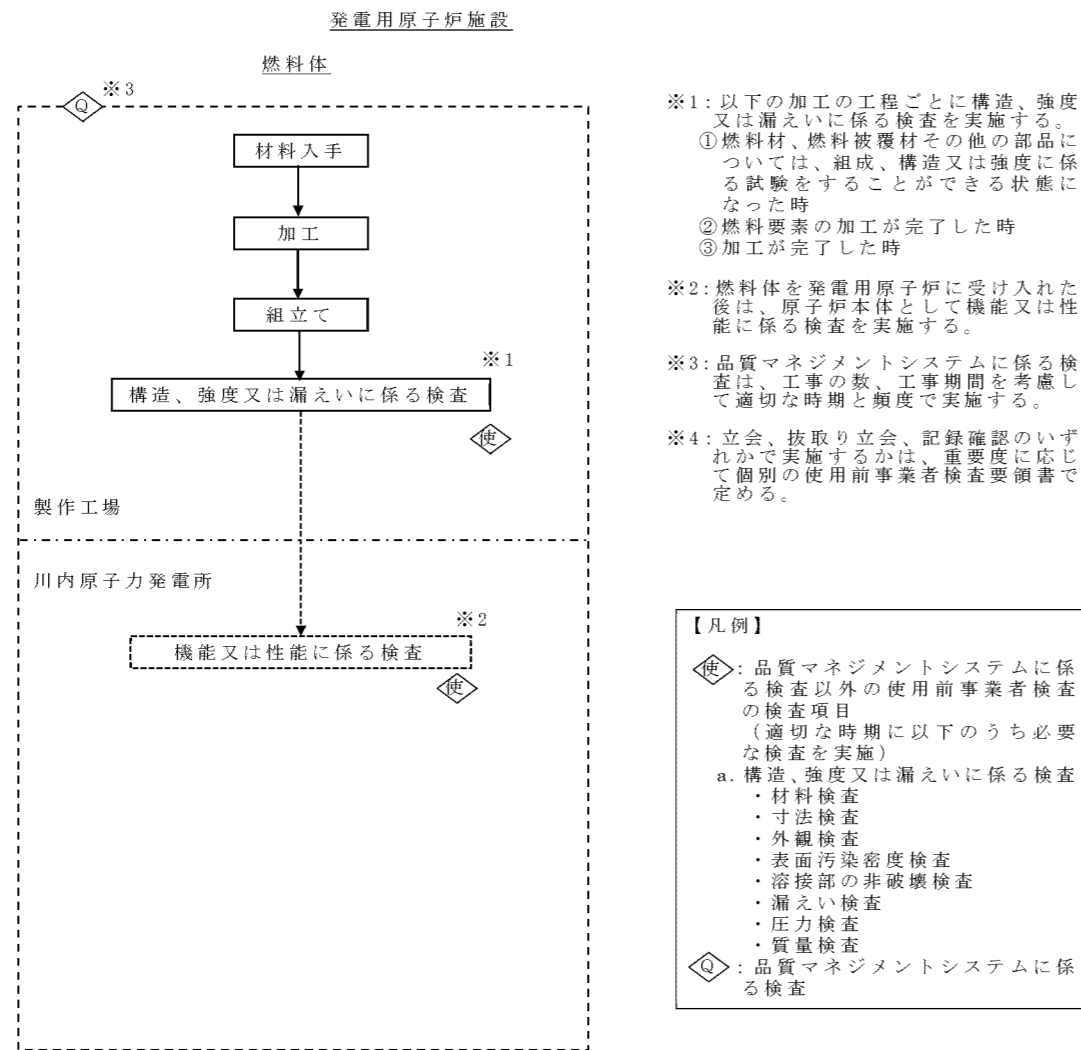 発電用原子炉施設
燃料体
Q
※3
材料入手
加工
組立て
※1
構造、強度又は漏えいに係る検査
使
製作工場
川内原子力発電所
※2
機能又は性能に係る検査
使
※1：以下の加工の工程ごとに構造、強度
又は漏えいに係る検査を実施する。
①燃料材、燃料被覆材その他の部品に
ついては、組成、構造又は強度に係
る試験をすることができる状態に
なった時
②燃料要素の加工が完了した時
③加工が完了した時
※2：燃料体を発電用原子炉に受け入れた
後は、原子炉本体として機能又は性
能に係る検査を実施する。
※3：品質マネジメントシステムに係る検
査は、工事の数、工事期間を考慮し
て適切な時期と頻度で実施する。
※4：立会、抜取り立会、記録確認のいず
れかで実施するかは、重要度に応じ
て個別の使用前事業者検査要領書で
定める。
【凡例】
使：品質マネジメントシステムに係
る検査以外の使用前事業者検査
の検査項目
（適切な時期に以下のうち必要
な検査を実施）
a. 構造、強度又は漏えいに係る検査
・材料検査
・寸法検査
・外観検査
・表面汚染密度検査
・溶接部の非破壊検査
・漏えい検査
・圧力検査
・質量検査
Q：品質マネジメントシステムに係
る検査